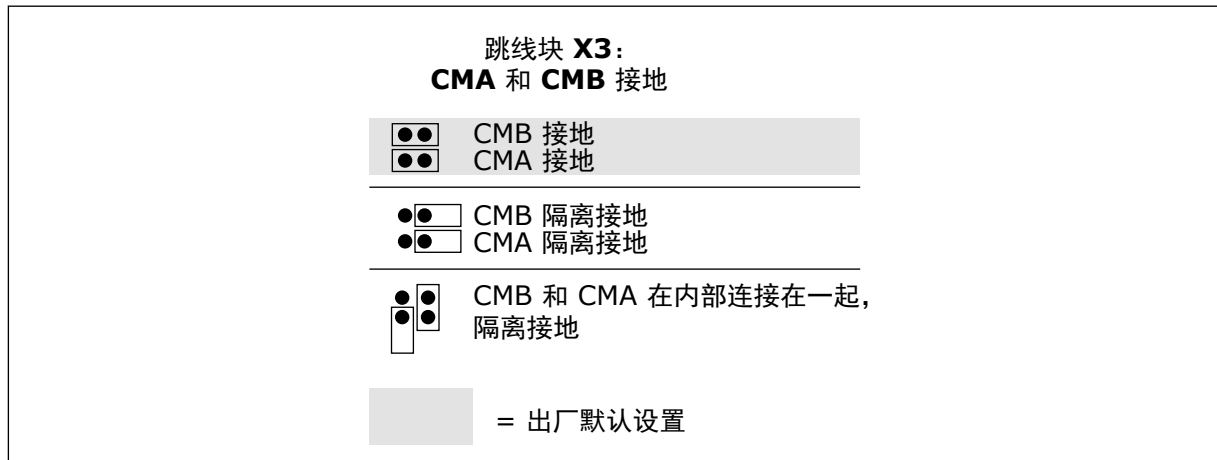 跳线块 X3:
CMA 和 CMB 接地
CMB 接地
CMA 接地
CMB 隔离接地
CMA 隔离接地
CMB 和 CMA 在内部连接在一起,
隔离接地
= 出厂默认设置